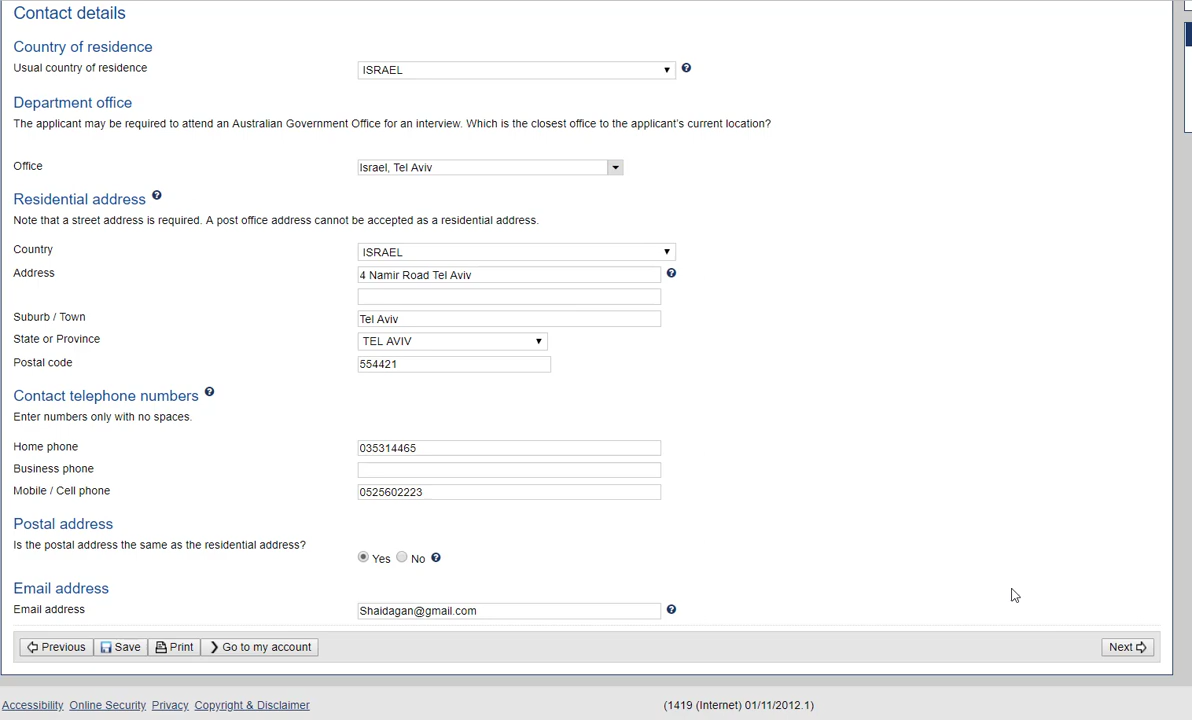 Contact details
Country of residence
Usual country of residence ISRAEL
Department office
The applicant may be required to attend an Australian Government Office for an interview. Which is the closest office to the applicant's current location?
Office Israel, Tel Aviv
Residential address
Note that a street address is required. A post office address cannot be accepted as a residential address.
Country ISRAEL
Address 4 Namir Road Tel Aviv
Suburb / Town Tel Aviv
State or Province TEL AVIV
Postal code 554421
Contact telephone numbers
Enter numbers only with no spaces.
Home phone 035314465
Business phone
Mobile / Cell phone 0525602223
Postal address
Is the postal address the same as the residential address?
Yes No
Email address
Email address Shaidagan@gmail.com
Previous Save Print Go to my account Next
Accessibility Online Security Privacy Copyright & Disclaimer (1419 (Internet) 01/11/2012.1)